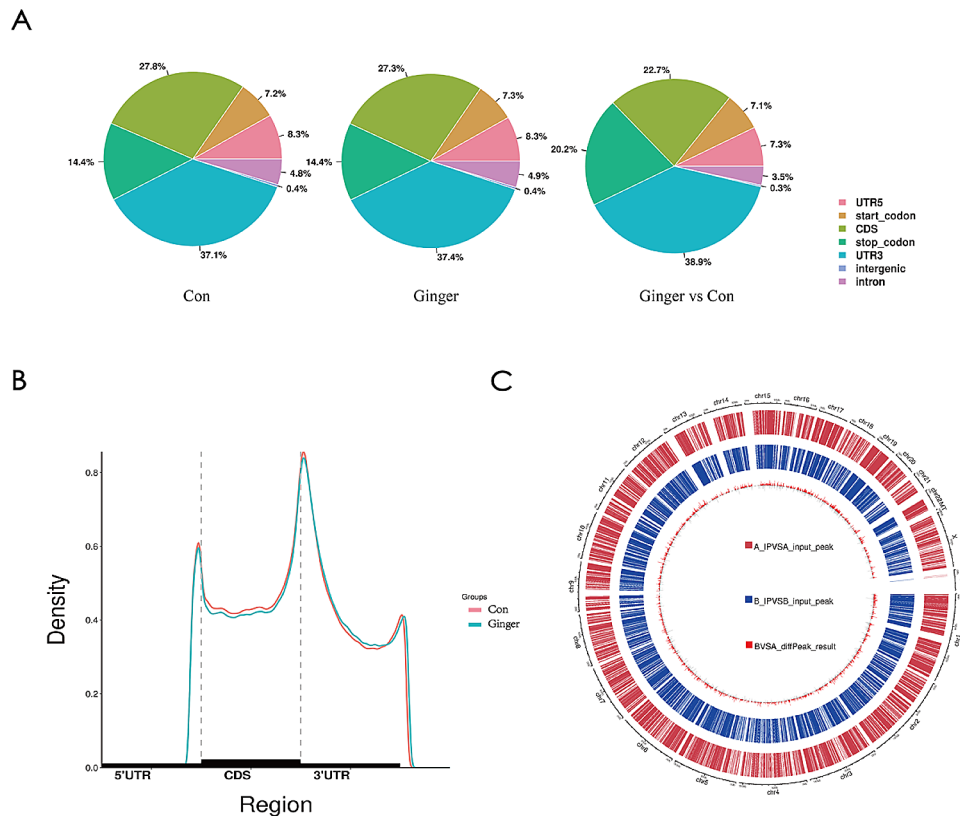 A
27.8%
7.2%
8.3%
14.4%
4.8%
0.4%
37.1%
Con
27.3%
7.3%
8.3%
14.4%
4.9%
0.4%
37.4%
Ginger
22.7%
7.1%
7.3%
20.2%
3.5%
0.3%
38.9%
Ginger vs Con
UTR5
start_codon
CDS
stop_codon
UTR3
intergenic
intron
B
Density
0.8
0.6
0.4
0.2
0.0
5'UTR
CDS
3'UTR
Region
Groups
Con
Ginger
C
chr1
chr2
chr3
chr4
chr5
chr6
chr7
chr8
chr9
chr10
chr11
chr12
chr13
chr14
chr15
chr16
chr17
chr18
chr19
chr20
chr21
chr22
MT
X
A_IPVSA_input_peak
B_IPVSB_input_peak
BVSA_diffPeak_result